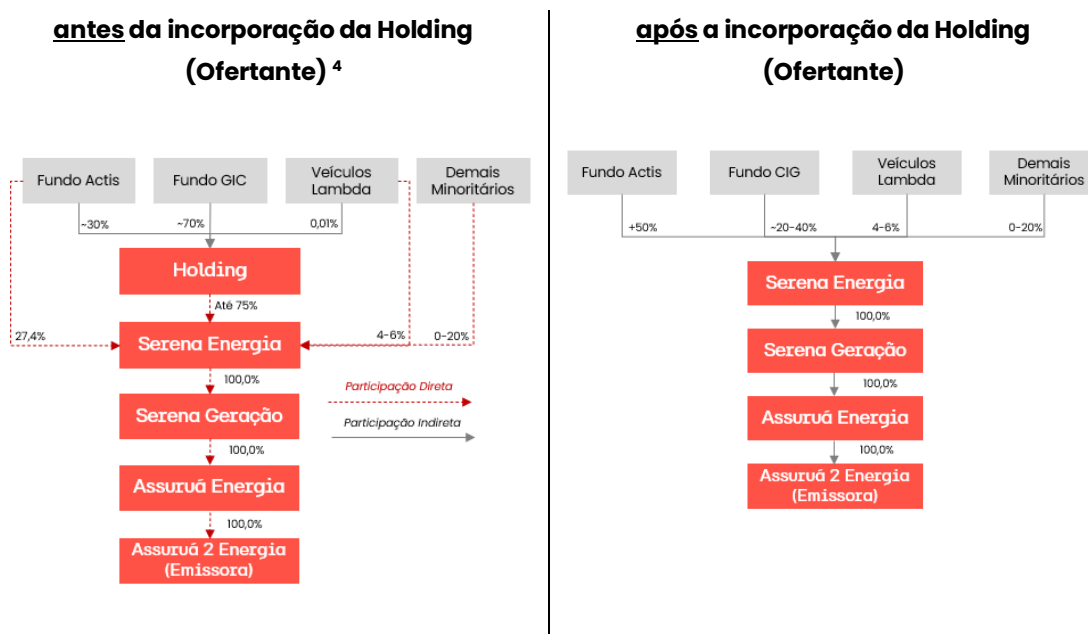 antes da incorporação da Holding
(Ofertante) 4
Fundo Actis
Fundo GIC
Veículos
Lambda
Demais
Minoritários
~30%
~70%
0,01%
Holding
Até 75%
27,4%
Serena Energia
4-6%
0-20%
100,0%
Serena Geração
Participação Direta
Participação Indireta
100,0%
Assuruá Energia
100,0%
Assuruá 2 Energia
(Emissora)
após a incorporação da Holding
(Ofertante)
Fundo Actis
Fundo CIG
Veículos
Lambda
Demais
Minoritários
+50%
~20-40%
4-6%
0-20%
Serena Energia
100,0%
Serena Geração
100,0%
Assuruá Energia
100,0%
Assuruá 2 Energia
(Emissora)